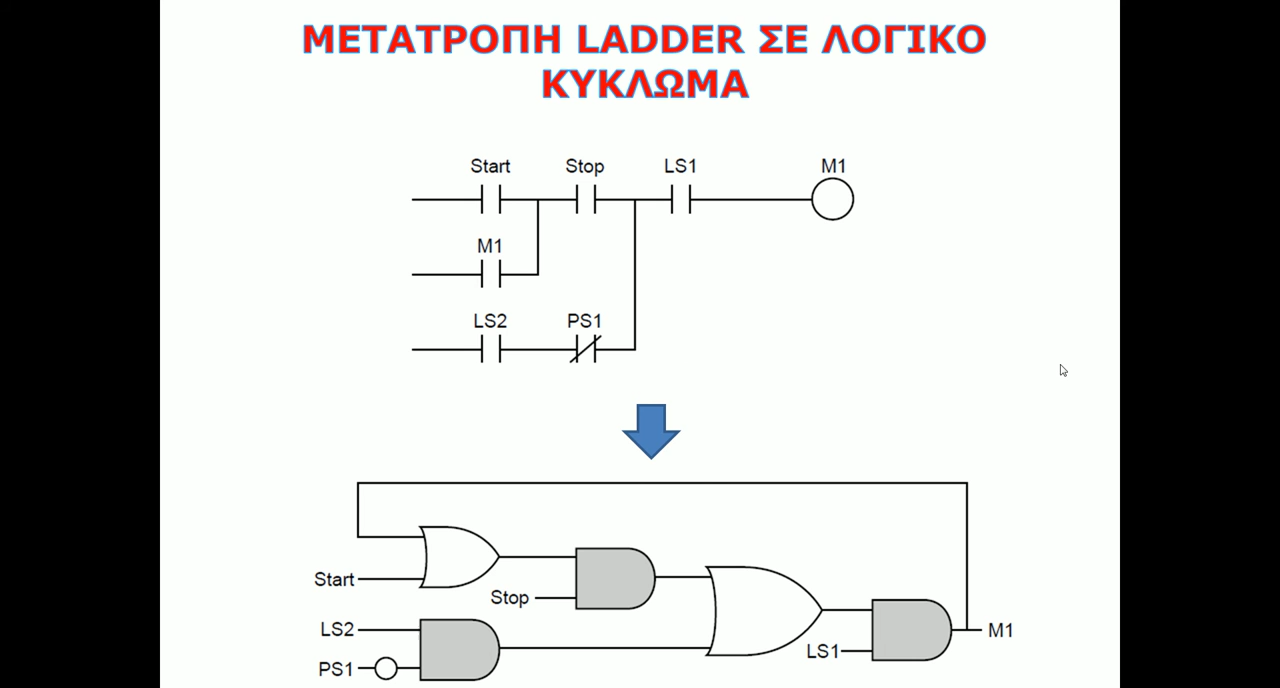 ΜΕΤΑΤΡΟΠΗ LADDER ΣΕ ΛΟΓΙΚΟ
ΚΥΚΛΩΜΑ
Start Stop LS1 M1
M1
LS2 PS1
Start
Stop
LS2
M1
LS1
PS1